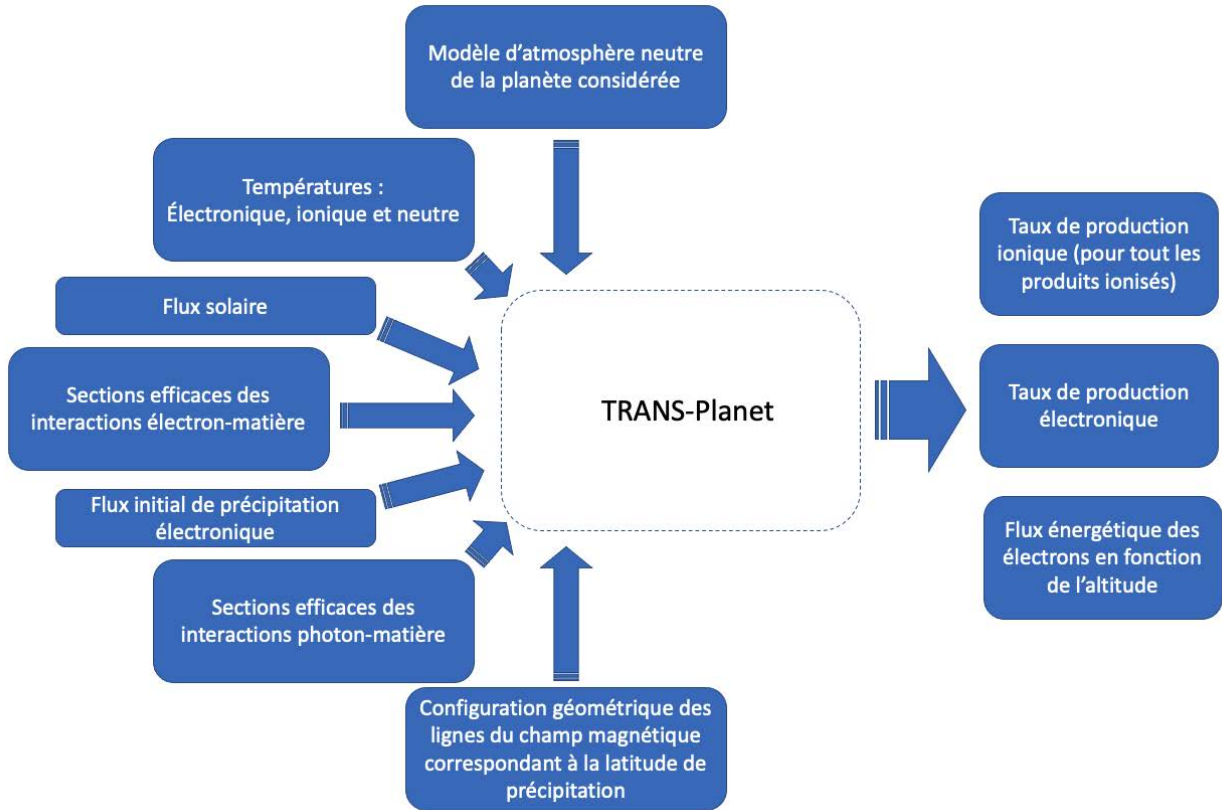 Modèle d’atmosphère neutre
de la planète considérée
Températures :
Électronique, ionique et neutre
Flux solaire
Sections efficaces des
interactions électron-matière
Flux initial de précipitation
électronique
Sections efficaces des
interactions photon-matière
Configuration géométrique des
lignes du champ magnétique
correspondant à la latitude de
précipitation
TRANS-Planet
Taux de production
ionique (pour tout les
produits ionisés)
Taux de production
électronique
Flux énergétique des
électrons en fonction
de l’altitude